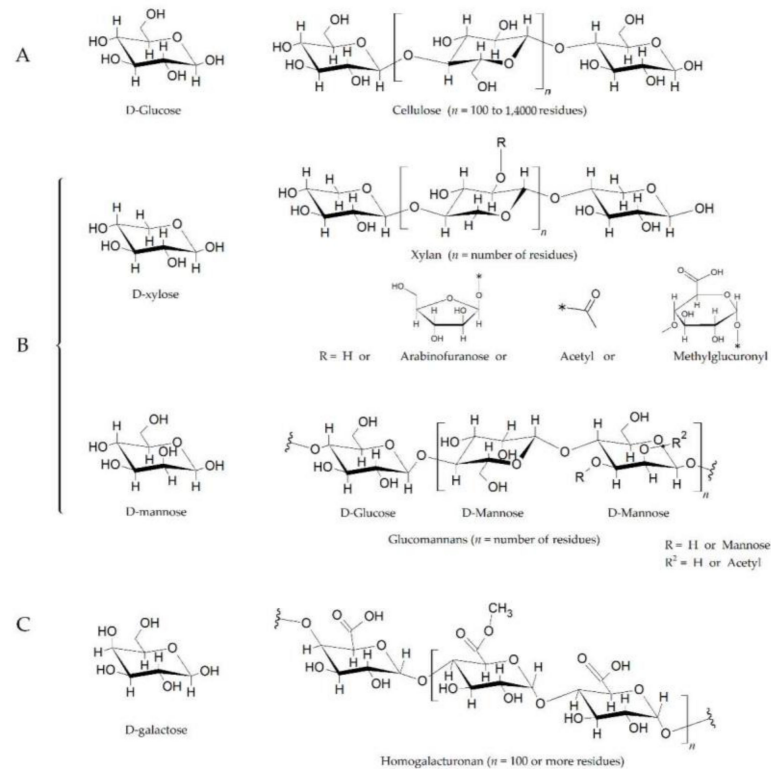 A
D-Glucose
Cellulose (n = 100 to 1,4000 residues)
B
D-xylose
Xylan (n = number of residues)
R = H or Arabinofuranose or Acetyl or Methylglucuronyl
D-mannose
D-Glucose D-Mannose D-Mannose
Glucomannans (n = number of residues)
R = H or Mannose
R² = H or Acetyl
C
D-galactose
Homogalacturonan (n = 100 or more residues)